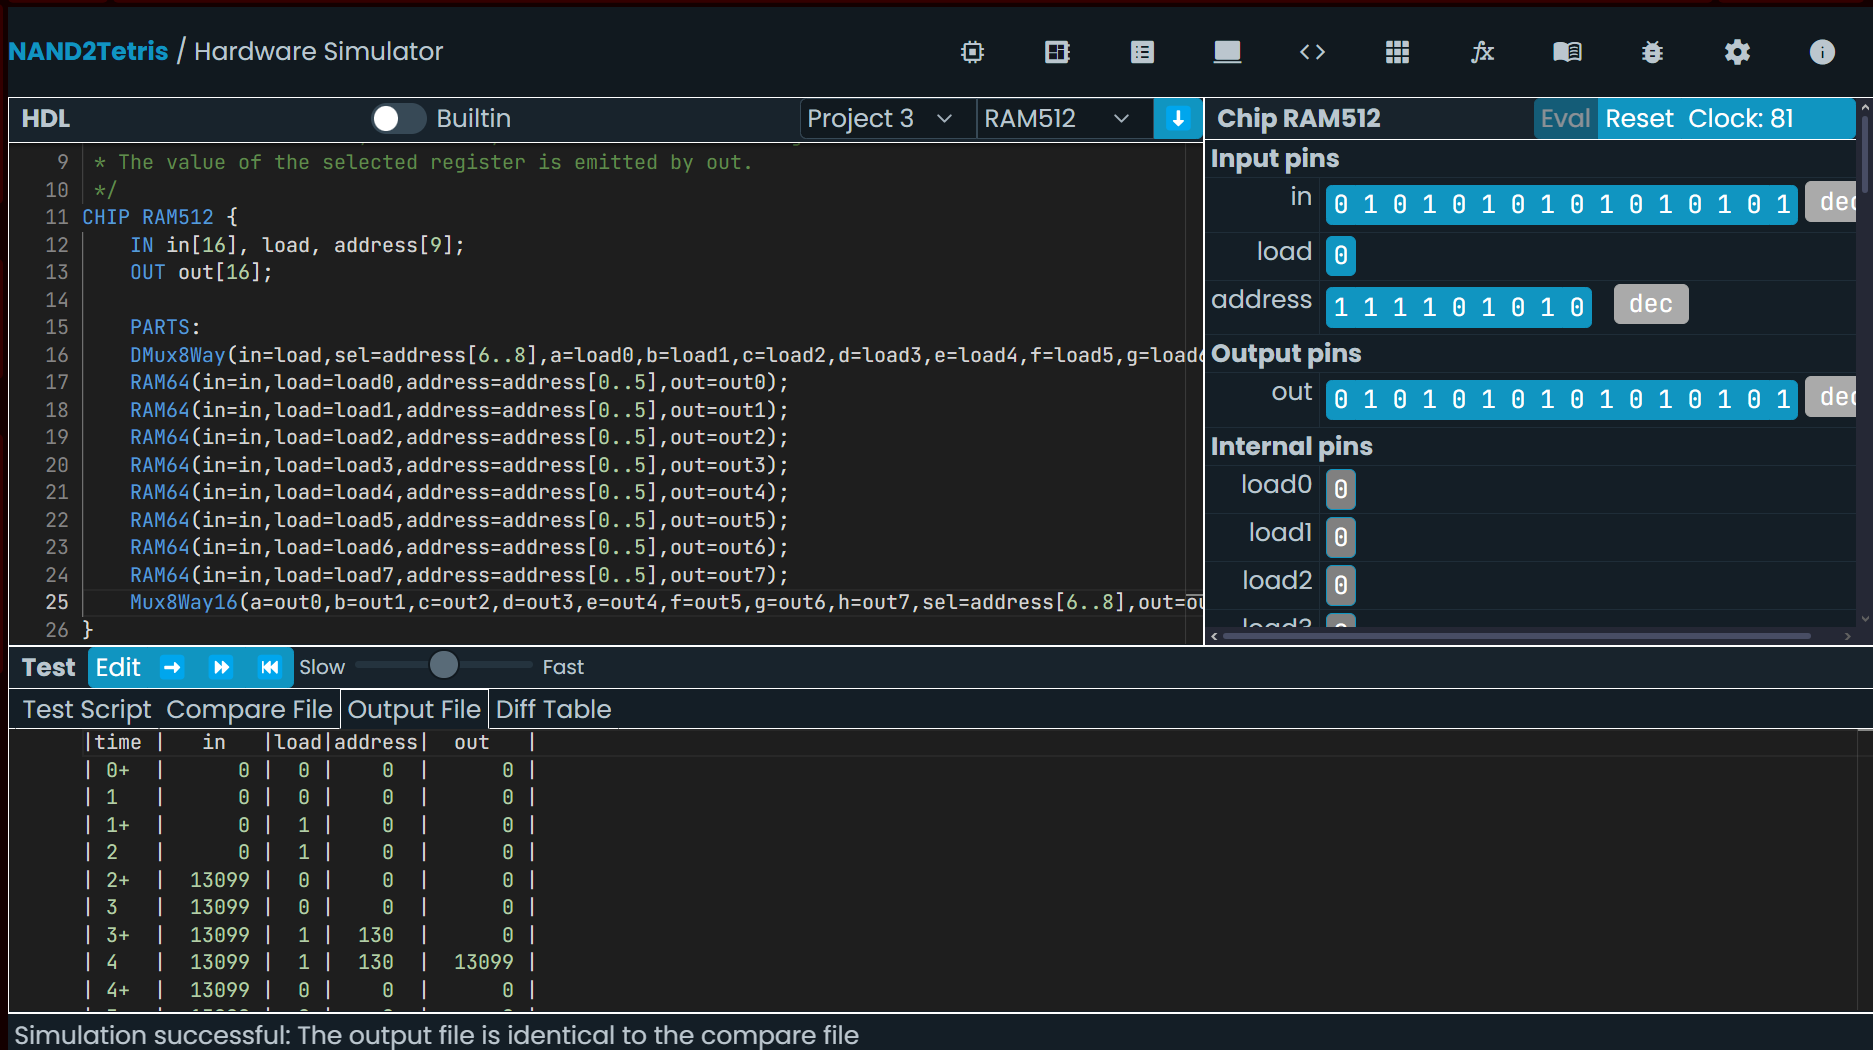 NAND2Tetris / Hardware Simulator
HDL Builtin Project 3 RAM512
9 * The value of the selected register is emitted by out.
10 */
11 CHIP RAM512 {
12 IN in[16], load, address[9];
13 OUT out[16];
14
15 PARTS:
16 DMux8Way(in=load,sel=address[6..8],a=load0,b=load1,c=load2,d=load3,e=load4,f=load5,g=load6
17 RAM64(in=in,load=load0,address=address[0..5],out=out0);
18 RAM64(in=in,load=load1,address=address[0..5],out=out1);
19 RAM64(in=in,load=load2,address=address[0..5],out=out2);
20 RAM64(in=in,load=load3,address=address[0..5],out=out3);
21 RAM64(in=in,load=load4,address=address[0..5],out=out4);
22 RAM64(in=in,load=load5,address=address[0..5],out=out5);
23 RAM64(in=in,load=load6,address=address[0..5],out=out6);
24 RAM64(in=in,load=load7,address=address[0..5],out=out7);
25 Mux8Way16(a=out0,b=out1,c=out2,d=out3,e=out4,f=out5,g=out6,h=out7,sel=address[6..8],out=ou
26 }
Chip RAM512 Eval Reset Clock: 81
Input pins
in 0 1 0 1 0 1 0 1 0 1 0 1 0 1 0 1 dec
load 0
address 1 1 1 1 0 1 0 1 0 dec
Output pins
out 0 1 0 1 0 1 0 1 0 1 0 1 0 1 0 1 dec
Internal pins
load0 0
load1 0
load2 0
load3 0
Test Edit Slow Fast
Test Script Compare File Output File Diff Table
|time | in |load|address| out |
| 0+ | 0 | 0 | 0 | 0 |
| 1 | 0 | 0 | 0 | 0 |
| 1+ | 0 | 1 | 0 | 0 |
| 2 | 0 | 1 | 0 | 0 |
| 2+ | 13099 | 0 | 0 | 0 |
| 3 | 13099 | 0 | 0 | 0 |
| 3+ | 13099 | 1 | 130 | 0 |
| 4 | 13099 | 1 | 130 | 13099 |
| 4+ | 13099 | 0 | 0 | 0 |
Simulation successful: The output file is identical to the compare file